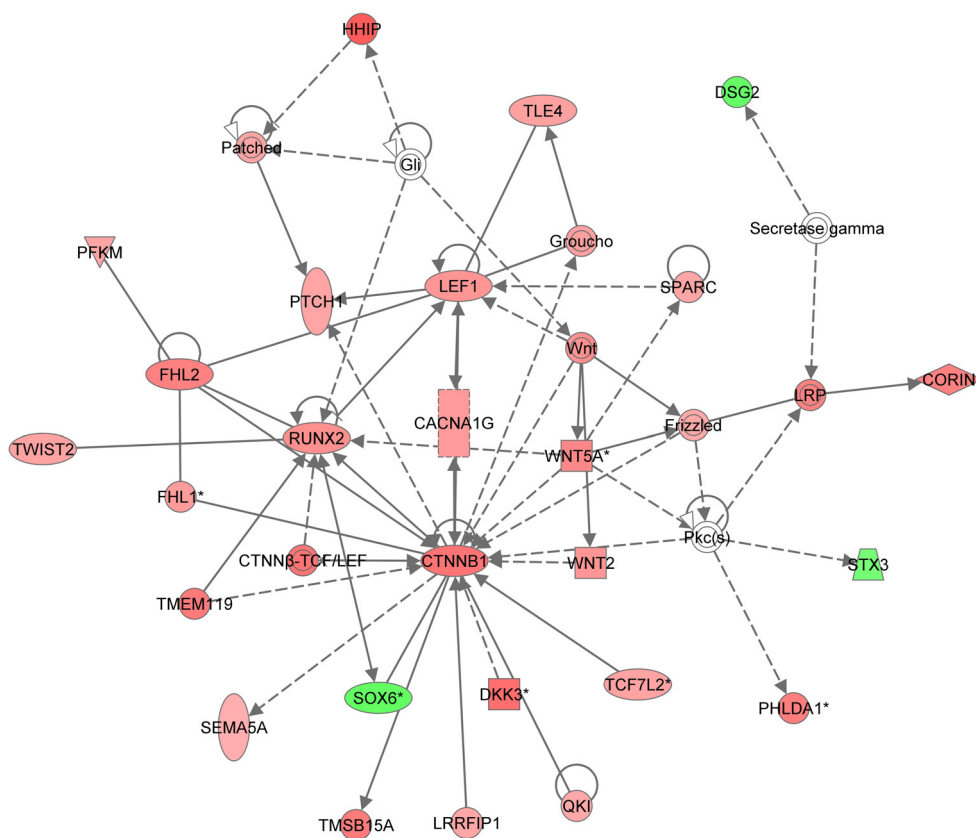 HHIP
DSG2
TLE4
Patched
Gli
Secretase gamma
Groucho
PFKM
LEF1
SPARC
PTCH1
Wnt
FHL2
CORIN
LRP
CACNA1G
Frizzled
RUNX2
TWIST2
WNT5A*
FHL1*
Pkc(s)
CTNNβ-TCF/LEF
CTNNB1
WNT2
STX3
TMEM119
TCF7L2*
SOX6*
DKK3*
PHLDA1*
SEMA5A
QKI
TMSB15A
LRRFIP1